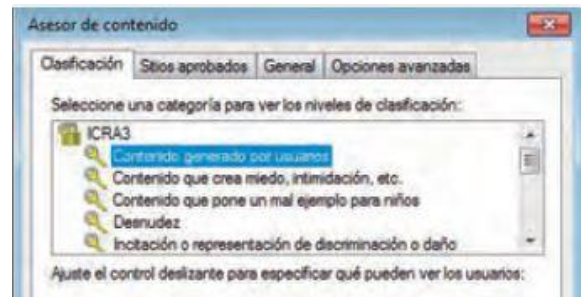 Asesor de contenido
Clasificación Sitios aprobados General Opciones avanzadas
Seleccione una categoría para ver los niveles de clasificación:
ICRA3
Contenido generado por usuarios
Contenido que crea miedo, intimidación, etc.
Contenido que pone un mal ejemplo para niños
Desnudez
Incitación o representación de discriminación o daño
Ajuste el control deslizante para especificar qué pueden ver los usuarios: